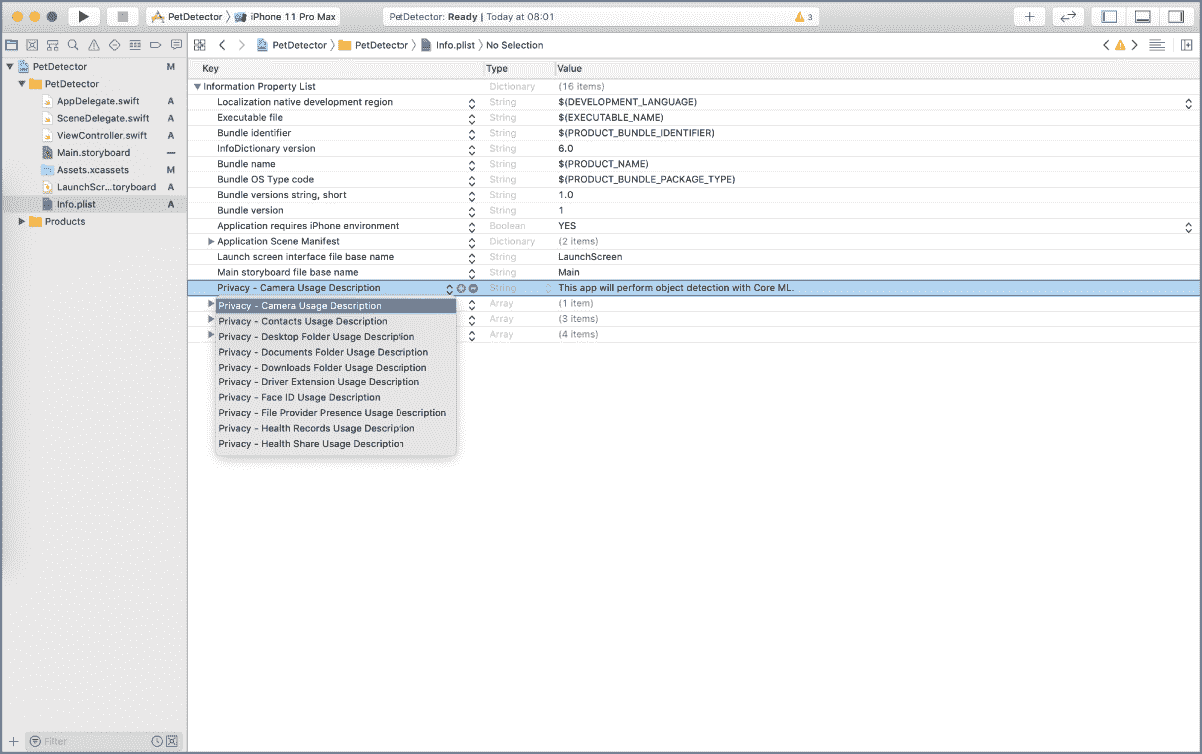 PetDetector iPhone 11 Pro Max PetDetector: Ready | Today at 08:01 3
PetDetector PetDetector Info.plist No Selection
PetDetector M
PetDetector
AppDelegate.swift A
SceneDelegate.swift A
ViewController.swift A
Main.storyboard —
Assets.xcassets M
LaunchScr...toryboard A
Info.plist A
Products
Key Type Value
Information Property List Dictionary (16 items)
Localization native development region String $(DEVELOPMENT_LANGUAGE)
Executable file String $(EXECUTABLE_NAME)
Bundle identifier String $(PRODUCT_BUNDLE_IDENTIFIER)
InfoDictionary version String 6.0
Bundle name String $(PRODUCT_NAME)
Bundle OS Type code String $(PRODUCT_BUNDLE_PACKAGE_TYPE)
Bundle versions string, short String 1.0
Bundle version String 1
Application requires iPhone environment Boolean YES
Application Scene Manifest Dictionary (2 items)
Launch screen interface file base name String LaunchScreen
Main storyboard file base name String Main
Privacy - Camera Usage Description String This app will perform object detection with Core ML.
Privacy - Camera Usage Description Array (1 item)
Privacy - Contacts Usage Description Array (3 items)
Privacy - Desktop Folder Usage Description Array (4 items)
Privacy - Documents Folder Usage Description
Privacy - Downloads Folder Usage Description
Privacy - Driver Extension Usage Description
Privacy - Face ID Usage Description
Privacy - File Provider Presence Usage Description
Privacy - Health Records Usage Description
Privacy - Health Share Usage Description
Filter